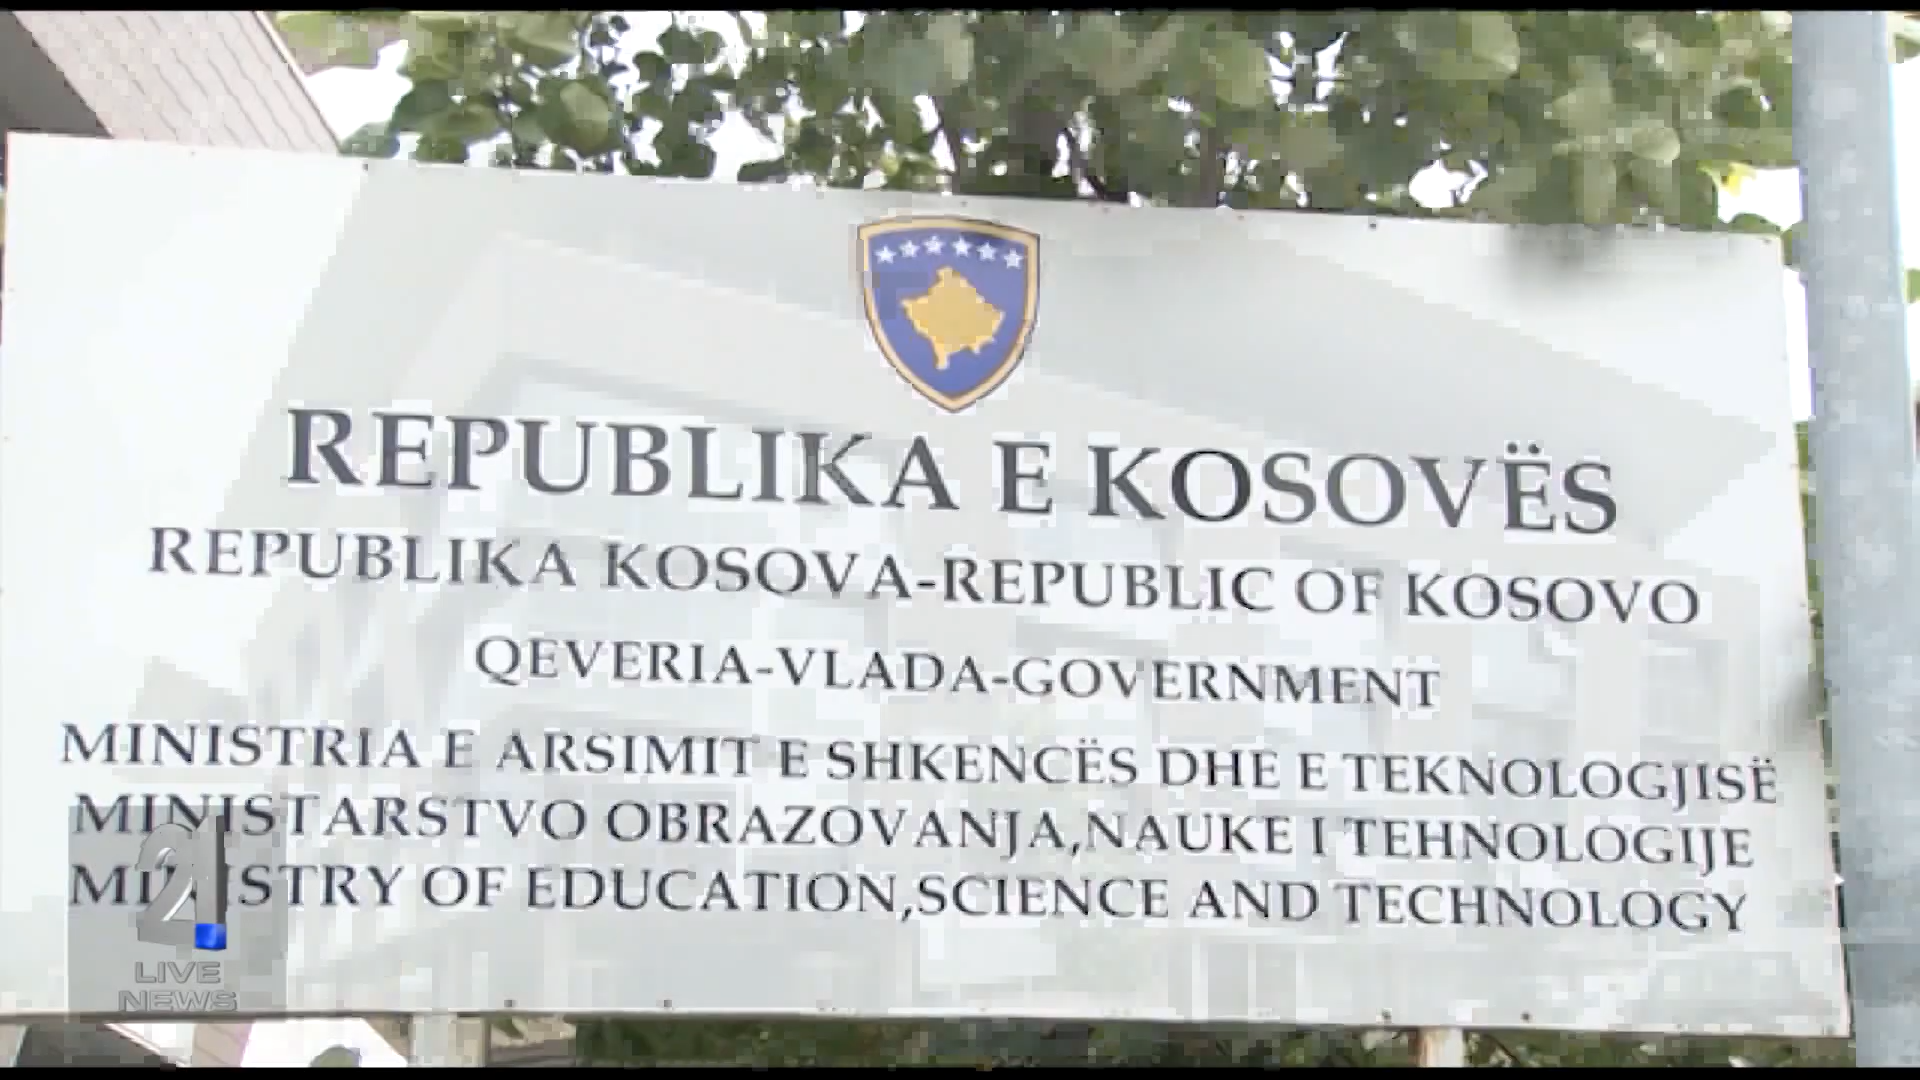 REPUBLIKA E KOSOVËS
REPUBLIKA KOSOVA-REPUBLIC OF KOSOVO
QEVERIA-VLADA-GOVERNMENT
MINISTRIA E ARSIMIT E SHKENCËS DHE E TEKNOLOGJISË
MINISTARSTVO OBRAZOVANJA,NAUKE I TEHNOLOGIJE
MINISTRY OF EDUCATION,SCIENCE AND TECHNOLOGY
21
LIVE
NEWS